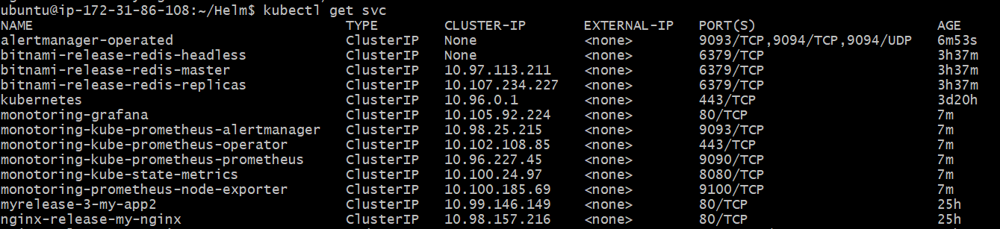 ubuntu@ip-172-31-86-108:~/Helm$ kubectl get svc
NAME TYPE CLUSTER-IP EXTERNAL-IP PORT(S) AGE
alertmanager-operated ClusterIP None <none> 9093/TCP,9094/TCP,9094/UDP 6m53s
bitnami-release-redis-headless ClusterIP None <none> 6379/TCP 3h37m
bitnami-release-redis-master ClusterIP 10.97.113.211 <none> 6379/TCP 3h37m
bitnami-release-redis-replicas ClusterIP 10.107.234.227 <none> 6379/TCP 3h37m
kubernetes ClusterIP 10.96.0.1 <none> 443/TCP 3d20h
monotoring-grafana ClusterIP 10.105.92.224 <none> 80/TCP 7m
monotoring-kube-prometheus-alertmanager ClusterIP 10.98.25.215 <none> 9093/TCP 7m
monotoring-kube-prometheus-operator ClusterIP 10.102.108.85 <none> 443/TCP 7m
monotoring-kube-prometheus-prometheus ClusterIP 10.96.227.45 <none> 9090/TCP 7m
monotoring-kube-state-metrics ClusterIP 10.100.24.97 <none> 8080/TCP 7m
monotoring-prometheus-node-exporter ClusterIP 10.100.185.69 <none> 9100/TCP 7m
myrelease-3-my-app2 ClusterIP 10.99.146.149 <none> 80/TCP 25h
nginx-release-my-nginx ClusterIP 10.98.157.216 <none> 80/TCP 25h